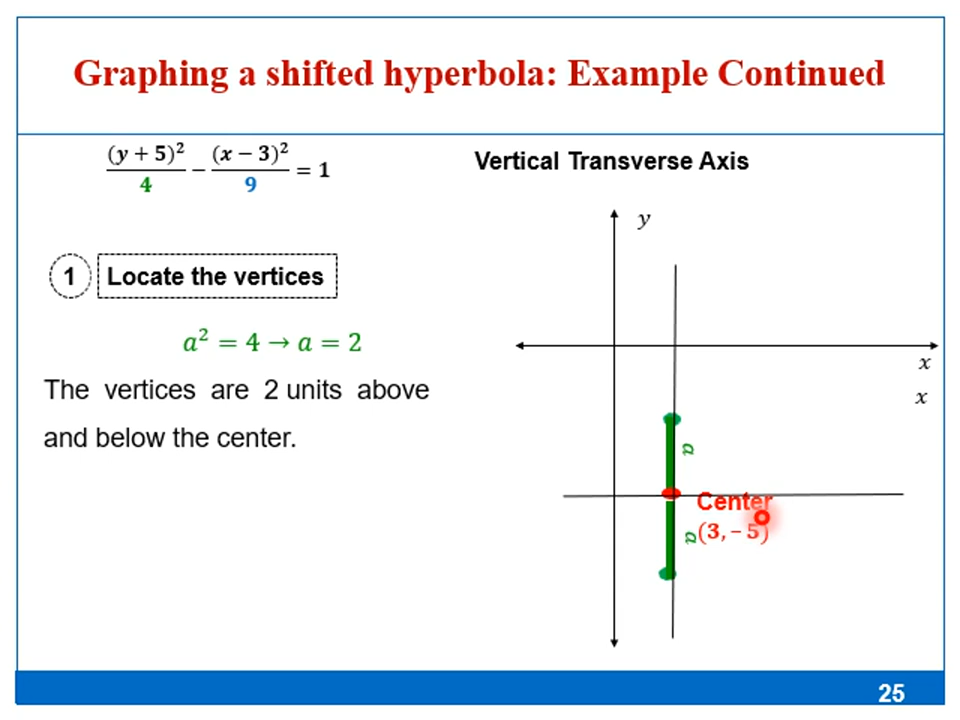 Graphing a shifted hyperbola: Example Continued
(y + 5)²/4 − (x − 3)²/9 = 1
Vertical Transverse Axis
1 Locate the vertices
a² = 4 → a = 2
The vertices are 2 units above
and below the center.
y
x
x
a
Center
a (3, − 5)
25